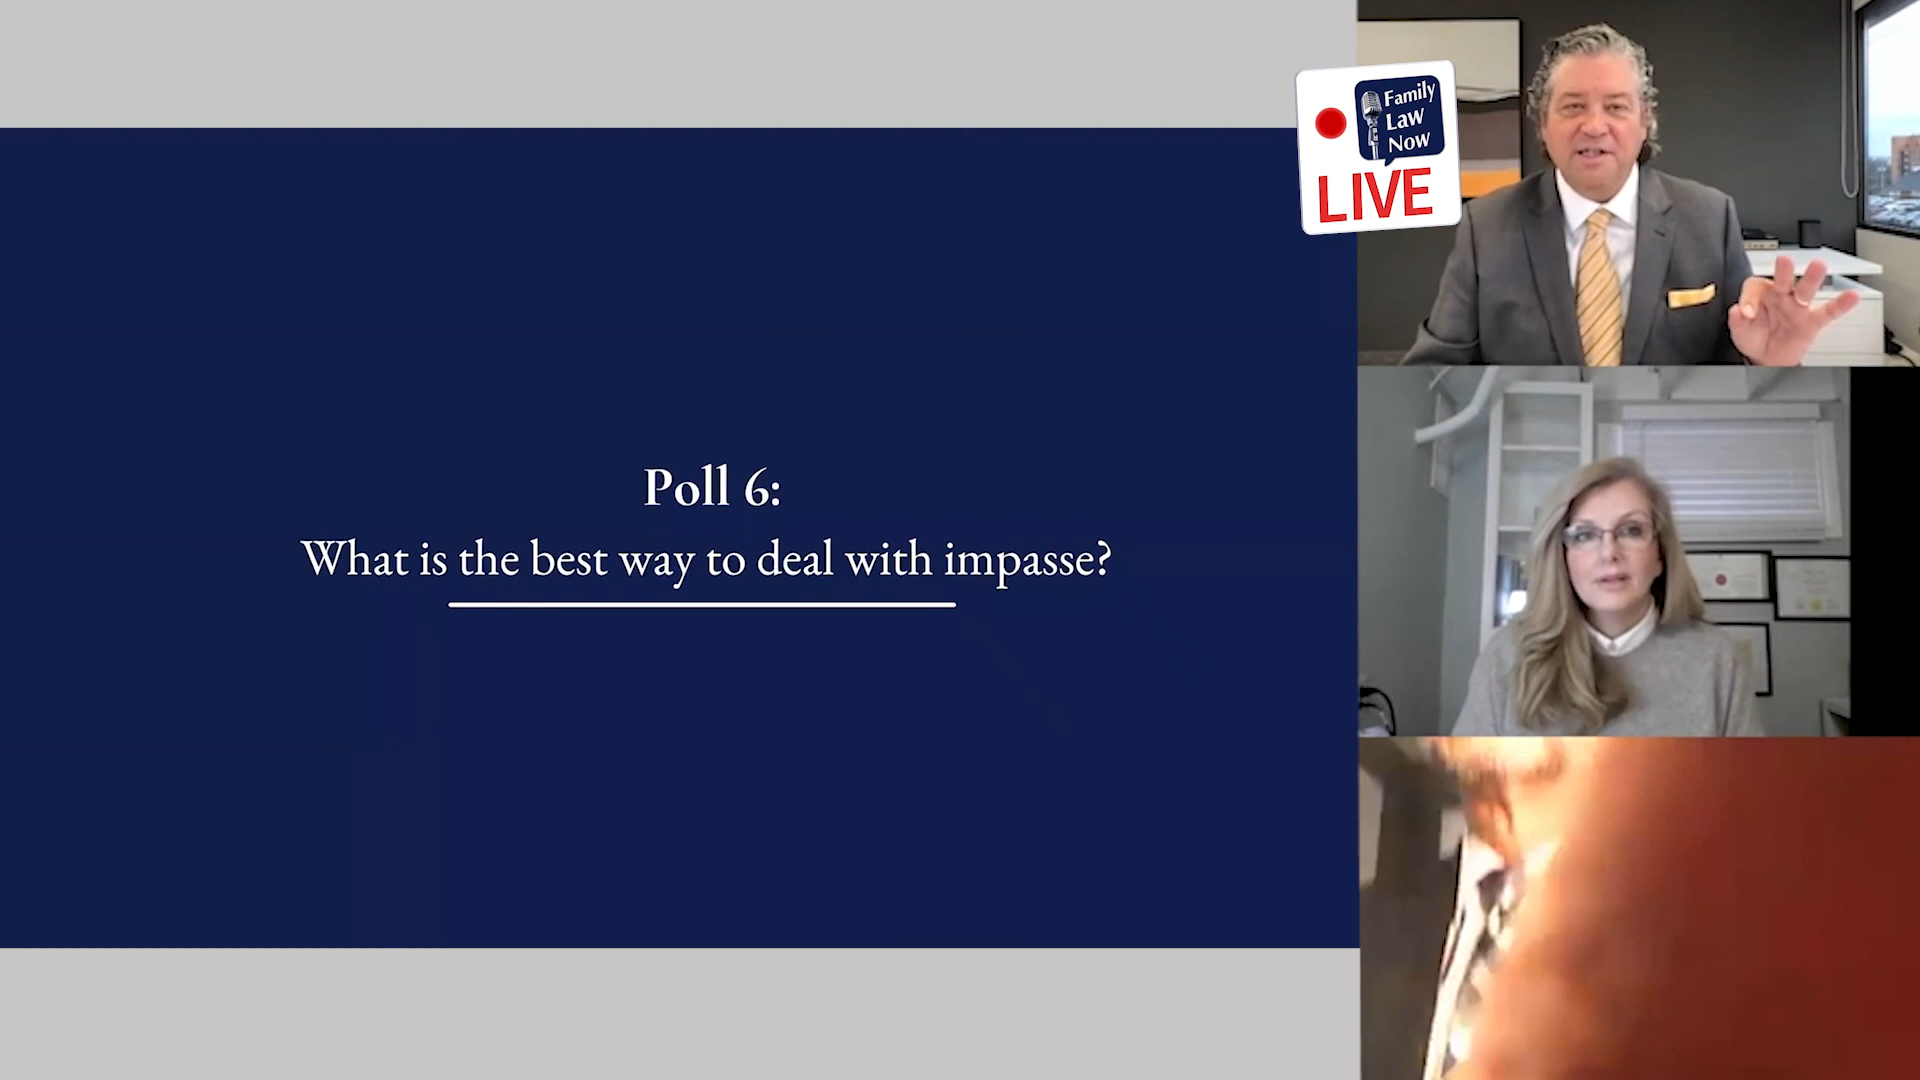 Poll 6:
What is the best way to deal with impasse?
Family
Law
Now
LIVE